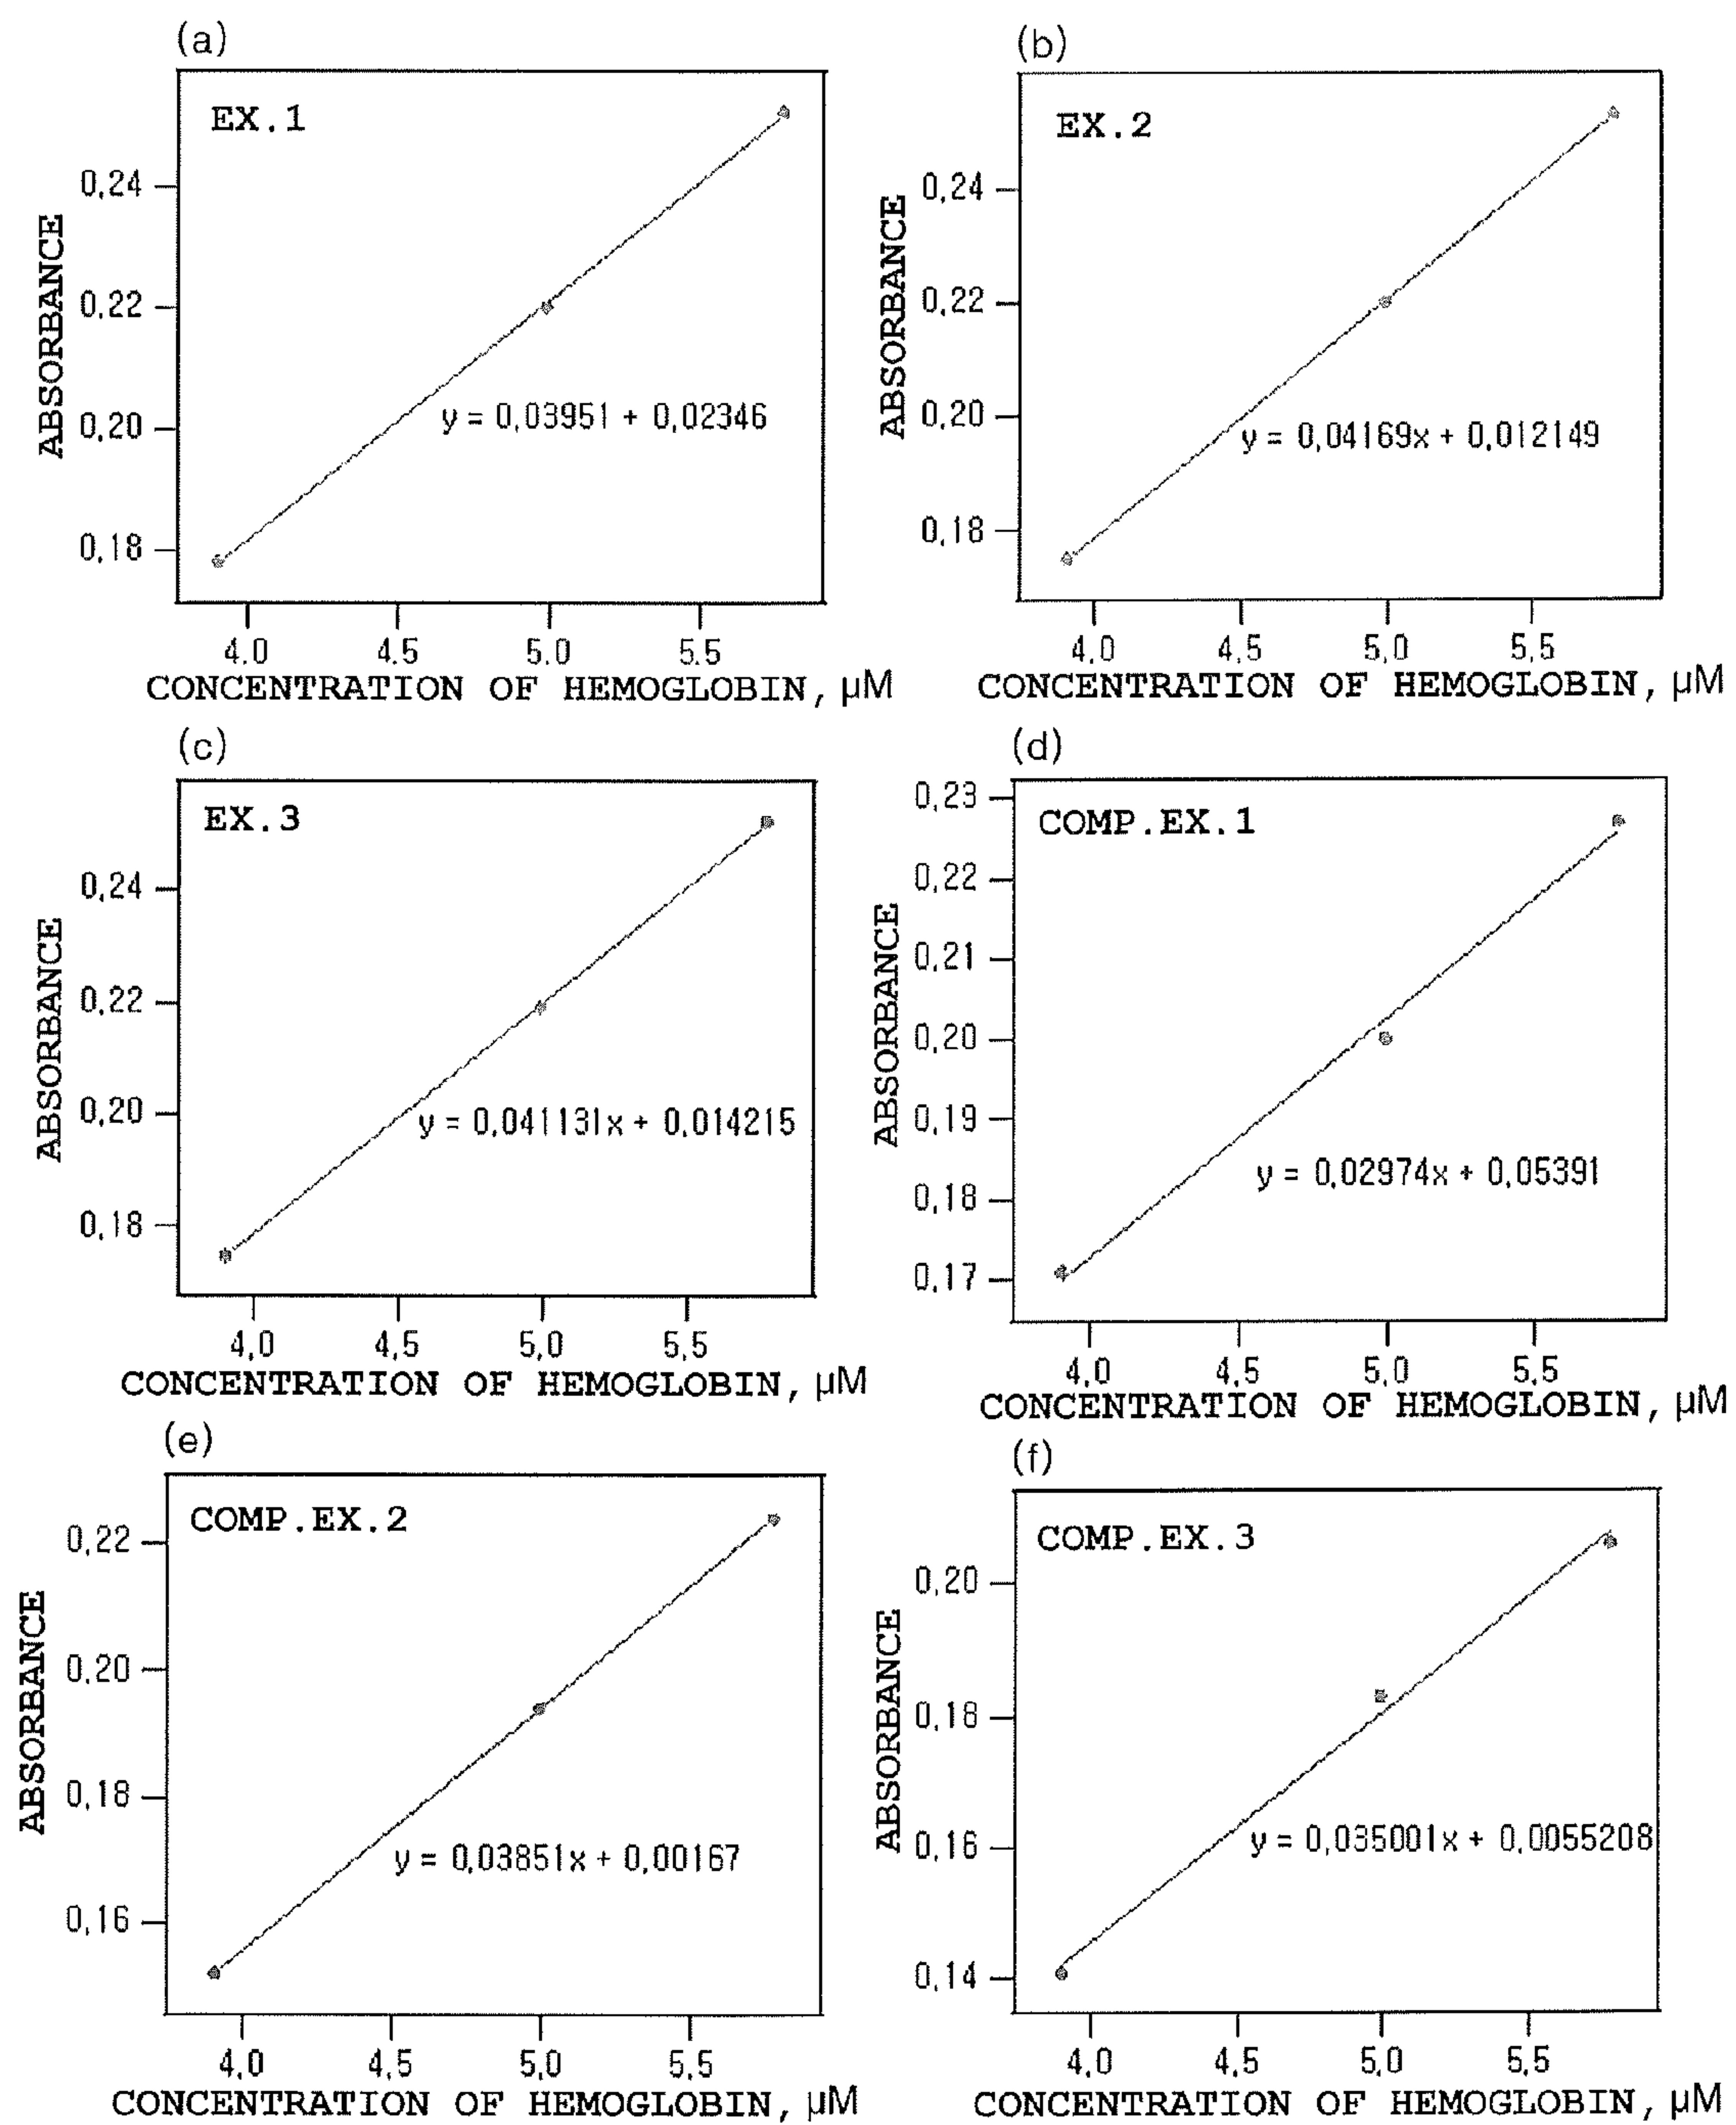 (a)
EX.1
ABSORBANCE
0.24
0.22
0.20
0.18
y = 0.03951 + 0.02346
4.0 4.5 5.0 5.5
CONCENTRATION OF HEMOGLOBIN, μM
(b)
EX.2
ABSORBANCE
0.24
0.22
0.20
0.18
y = 0.04169x + 0.012149
4.0 4.5 5.0 5.5
CONCENTRATION OF HEMOGLOBIN, μM
(c)
EX.3
ABSORBANCE
0.24
0.22
0.20
0.18
y = 0.041131x + 0.014215
4.0 4.5 5.0 5.5
CONCENTRATION OF HEMOGLOBIN, μM
(d)
COMP.EX.1
ABSORBANCE
0.23
0.22
0.21
0.20
0.19
0.18
0.17
y = 0.02974x + 0.05391
4.0 4.5 5.0 5.5
CONCENTRATION OF HEMOGLOBIN, μM
(e)
COMP.EX.2
ABSORBANCE
0.22
0.20
0.18
0.16
y = 0.03851x + 0.00167
4.0 4.5 5.0 5.5
CONCENTRATION OF HEMOGLOBIN, μM
(f)
COMP.EX.3
ABSORBANCE
0.20
0.18
0.16
0.14
y = 0.035001x + 0.0055208
4.0 4.5 5.0 5.5
CONCENTRATION OF HEMOGLOBIN, μM